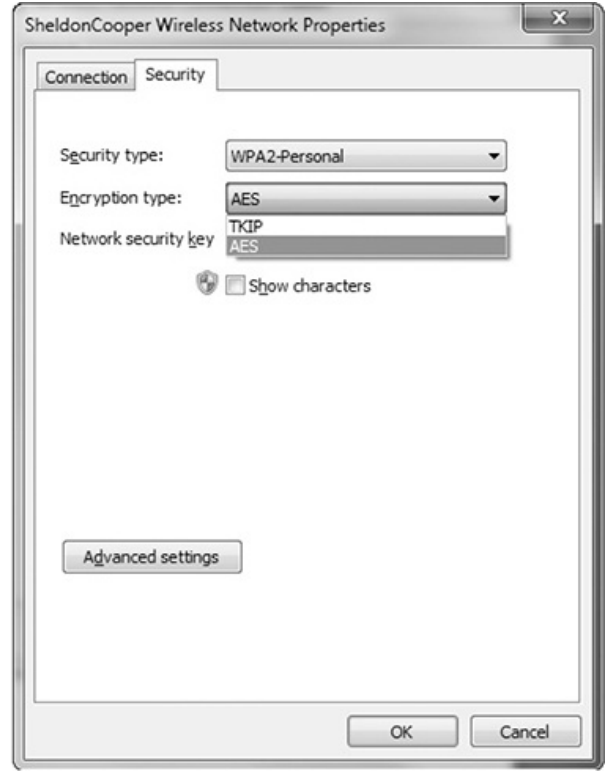 SheldonCooper Wireless Network Properties
Connection Security
Security type: WPA2-Personal
Encryption type: AES
TKIP
Network security key AES
Show characters
Advanced settings
OK Cancel